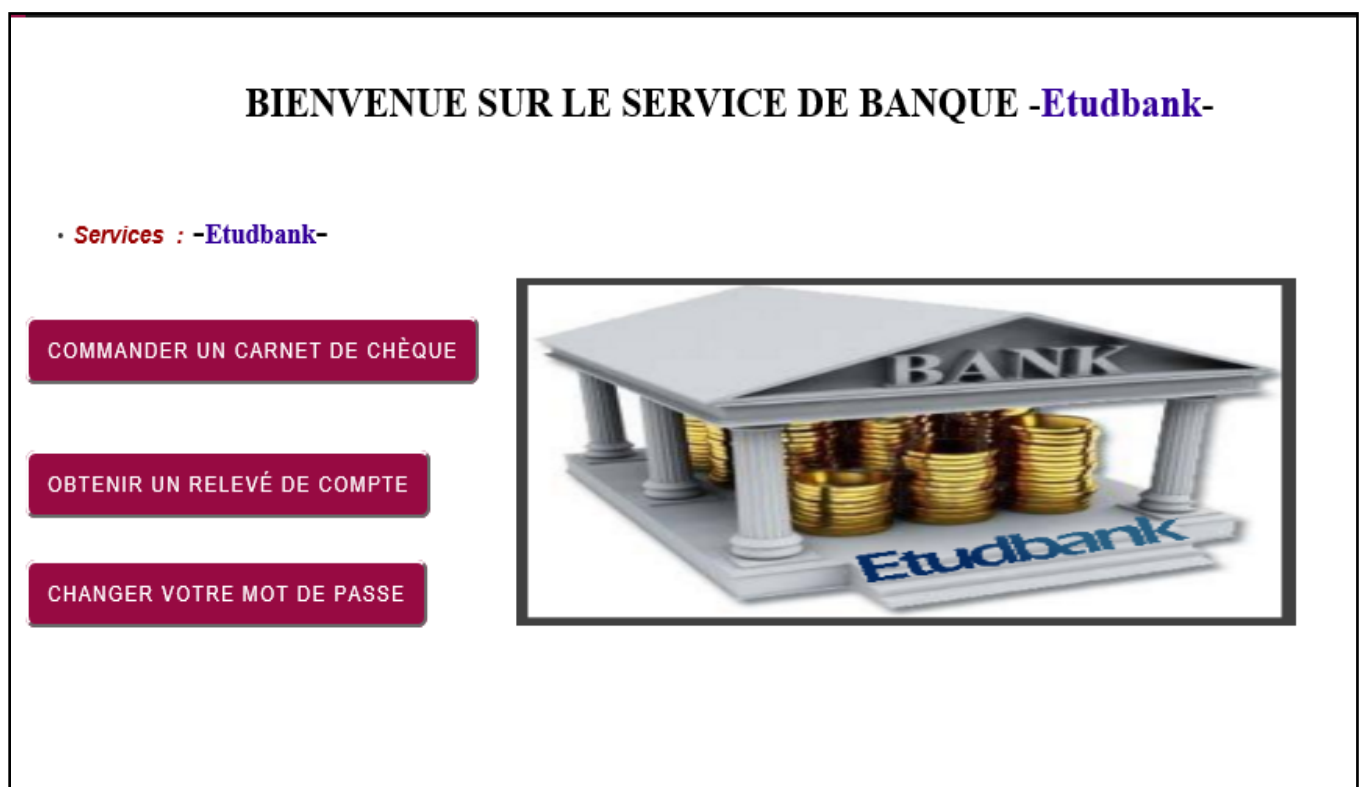 BIENVENUE SUR LE SERVICE DE BANQUE -Etudbank-
• Services : -Etudbank-
COMMANDER UN CARNET DE CHÈQUE
OBTENIR UN RELEVÉ DE COMPTE
CHANGER VOTRE MOT DE PASSE
BANK
Etudbank